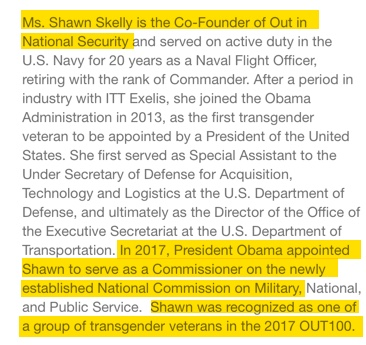 Ms. Shawn Skelly is the Co-Founder of Out in
National Security and served on active duty in the
U.S. Navy for 20 years as a Naval Flight Officer,
retiring with the rank of Commander. After a period in
industry with ITT Exelis, she joined the Obama
Administration in 2013, as the first transgender
veteran to be appointed by a President of the United
States. She first served as Special Assistant to the
Under Secretary of Defense for Acquisition,
Technology and Logistics at the U.S. Department of
Defense, and ultimately as the Director of the Office of
the Executive Secretariat at the U.S. Department of
Transportation. In 2017, President Obama appointed
Shawn to serve as a Commissioner on the newly
established National Commission on Military, National,
and Public Service. Shawn was recognized as one of
a group of transgender veterans in the 2017 OUT100.